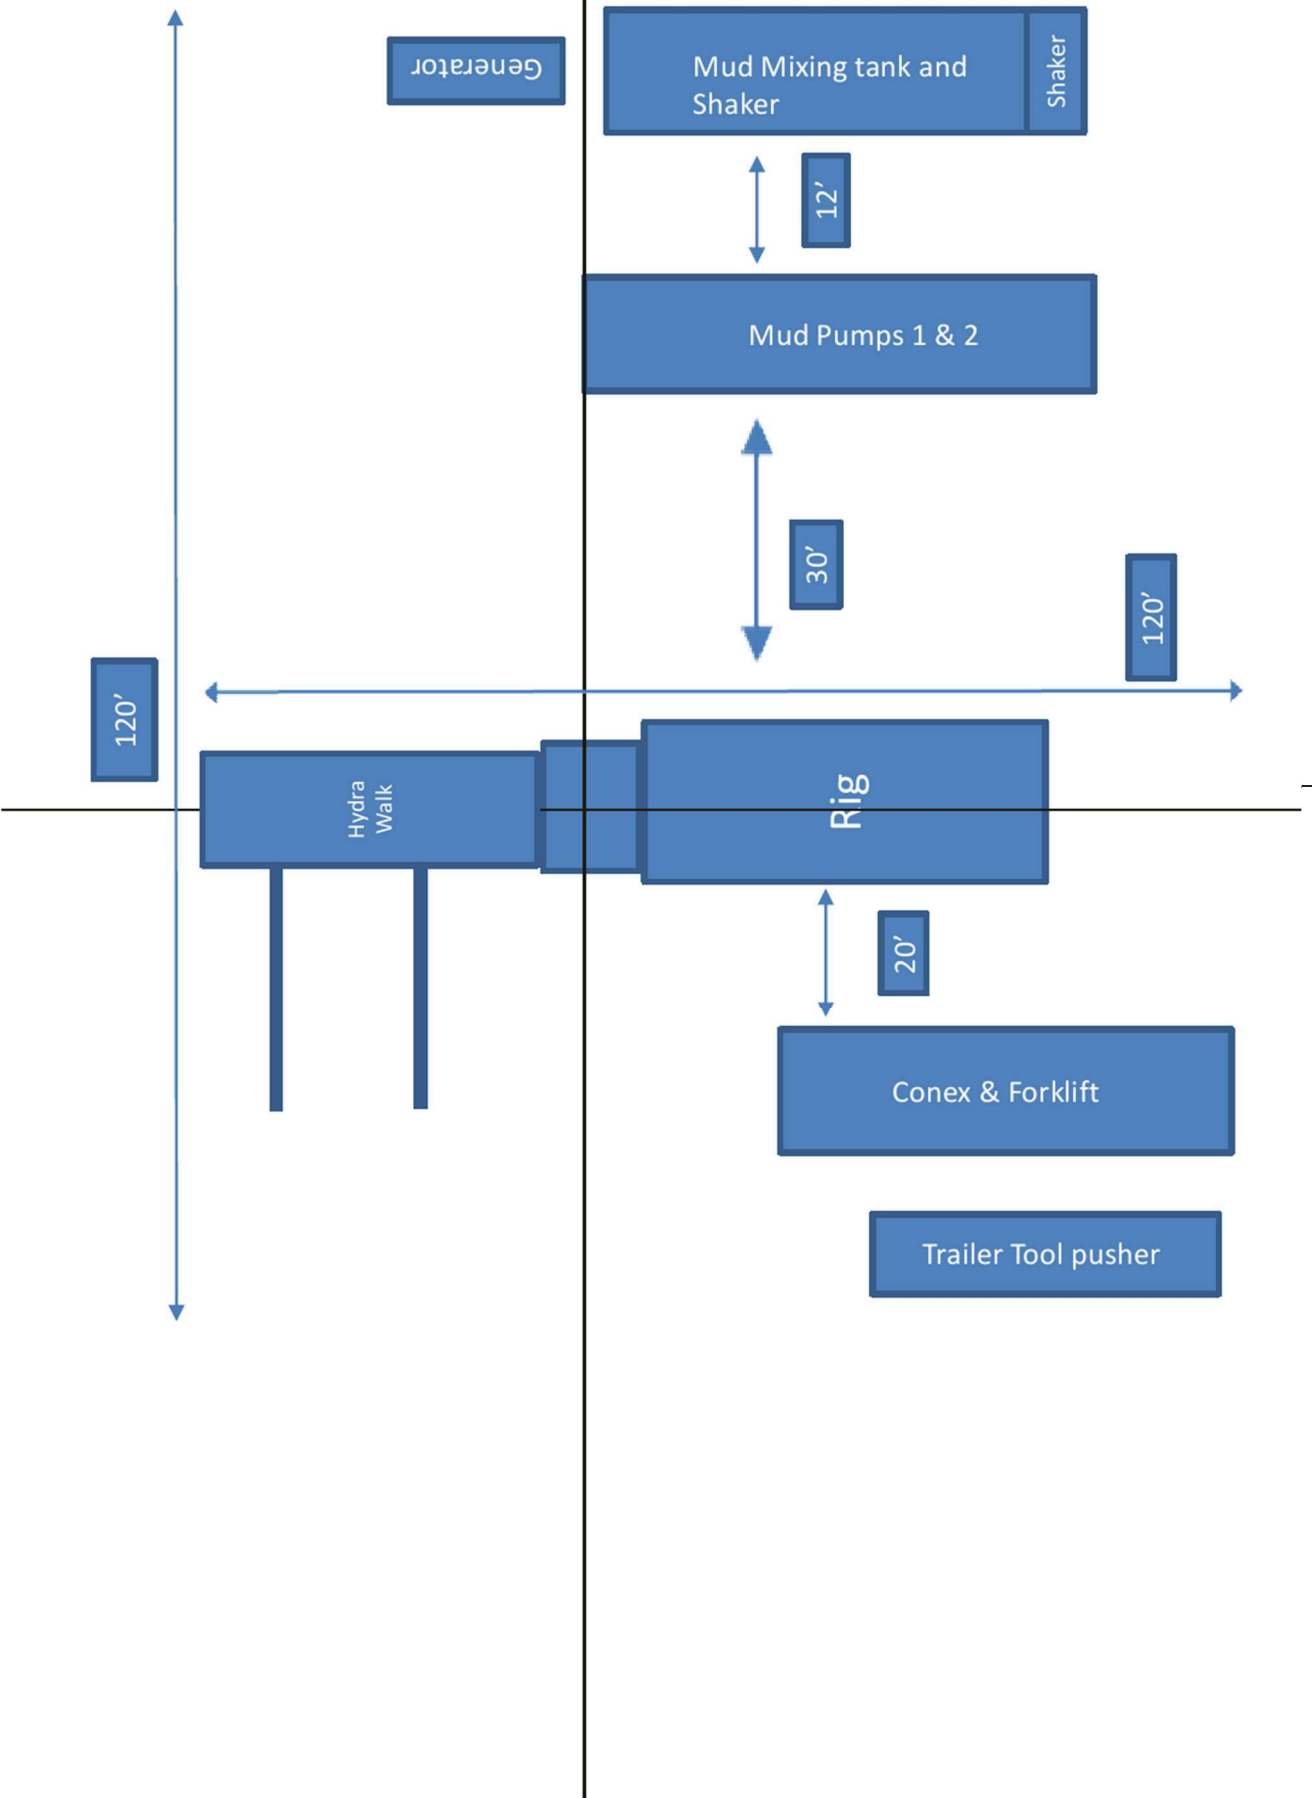 Generator
Mud Mixing tank and
Shaker
Shaker
12’
Mud Pumps 1 & 2
30’
120’
120’
Hydra
Walk
Rig
20’
Conex & Forklift
Trailer Tool pusher